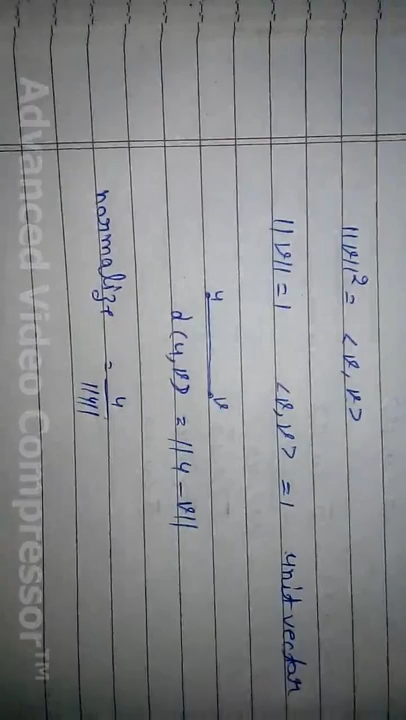 ||v||² = <v, v>
||v|| = 1 <v, v> = 1 unit vector
u v
d(u, v) = ||u - v||
normalize = u / ||u||
Advanced Video Compressor™